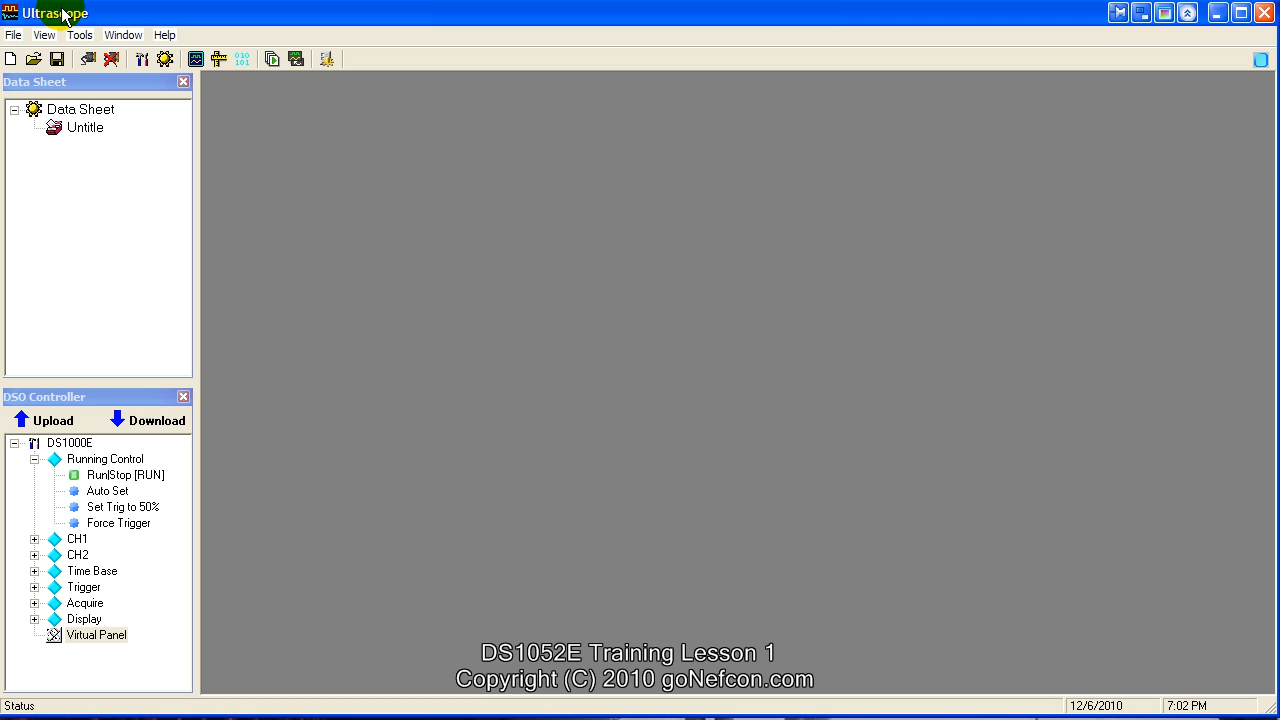 Ultrascope
File View Tools Window Help
010
101
Data Sheet
Data Sheet
Untitle
DSO Controller
Upload Download
DS1000E
Running Control
Run|Stop [RUN]
Auto Set
Set Trig to 50%
Force Trigger
CH1
CH2
Time Base
Trigger
Acquire
Display
Virtual Panel
DS1052E Training Lesson 1
Copyright (C) 2010 goNefcon.com
Status 12/6/2010 7:02 PM